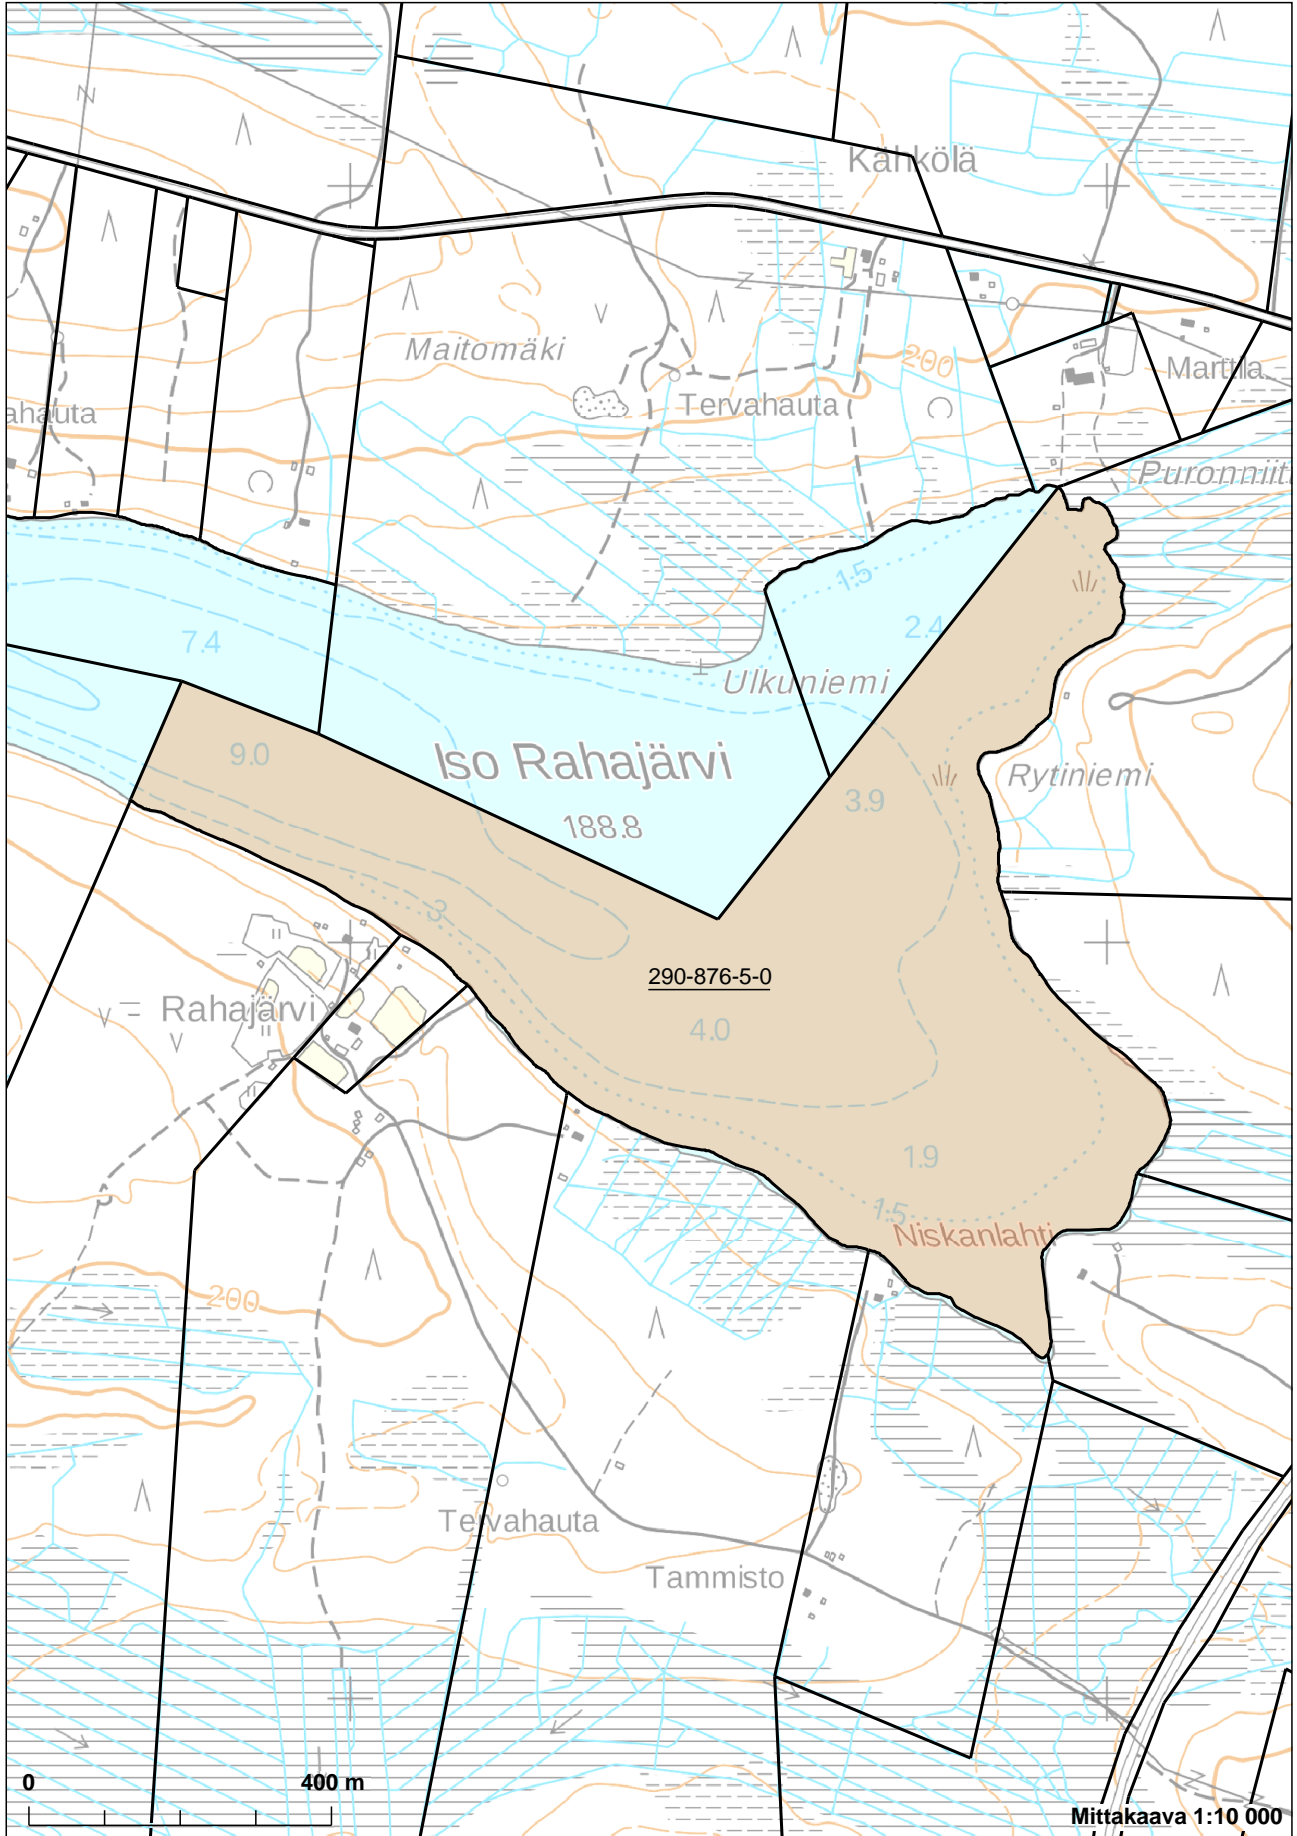 Kähkölä
Maitomäki
200
Tervahauta
Marttila
ahauta
Puronniit
1.5
2.4
7.4
Ulkuniemi
9.0
Iso Rahajärvi
Rytiniemi
3.9
188.8
3
290-876-5-0
Rahajärvi
4.0
1.9
1.5
Niskanlahti
200
Tervahauta
Tammisto
0
400 m
Mittakaava 1:10 000